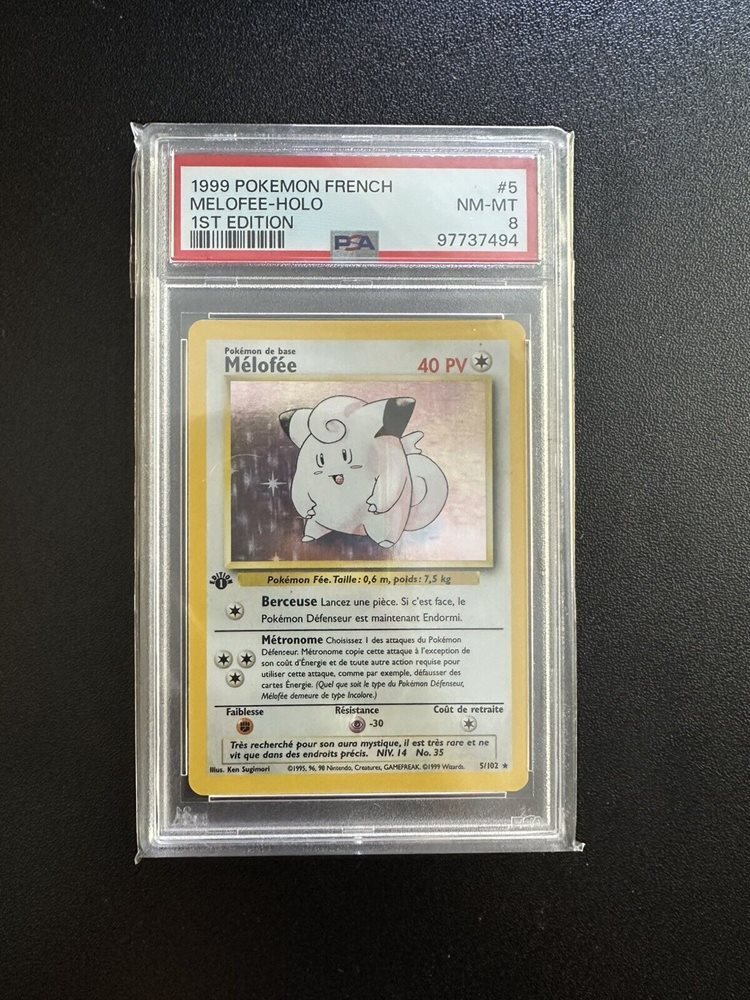 1999 POKEMON FRENCH #5
MELOFEE-HOLO NM-MT
1ST EDITION 8
PSA 97737494
Pokémon de base
Mélofée 40 PV
EDITION 1
Pokémon Fée. Taille: 0,6 m, poids: 7,5 kg
Berceuse Lancez une pièce. Si c'est face, le
Pokémon Défenseur est maintenant Endormi.
Métronome Choisissez 1 des attaques du Pokémon
Défenseur. Métronome copie cette attaque à l'exception de
son coût d'Énergie et de toute autre action requise pour
utiliser cette attaque, comme par exemple, défausser des
cartes Énergie. (Quel que soit le type du Pokémon Défenseur,
Mélofée demeure de type Incolore.)
Faiblesse Résistance Coût de retraite
-30
Très recherché pour son aura mystique, il est très rare et ne
vit que dans des endroits précis. NIV. 14 No. 35
Illus. Ken Sugimori ©1995, 96, 98 Nintendo, Creatures, GAMEFREAK. ©1999 Wizards. 5/102 ★